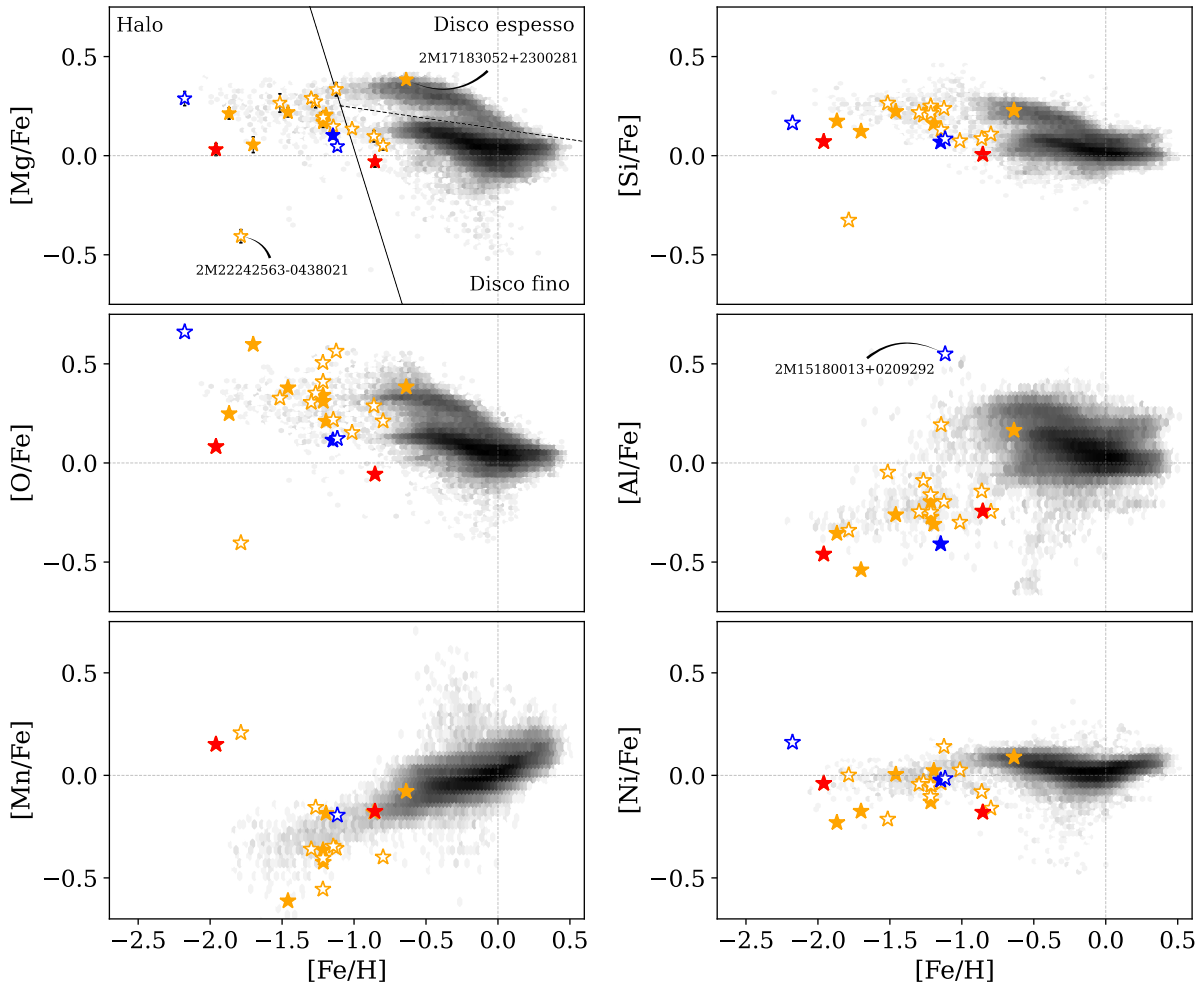 Halo
Disco espesso
2M17183052+2300281
0.5
0.0
−0.5
[Mg/Fe]
2M22242563-0438021
Disco fino
0.5
0.0
−0.5
[Si/Fe]
0.5
0.0
−0.5
[O/Fe]
2M15180013+0209292
0.5
0.0
−0.5
[Al/Fe]
0.5
0.0
−0.5
[Mn/Fe]
−2.5 −2.0 −1.5 −1.0 −0.5 0.0 0.5
[Fe/H]
0.5
0.0
−0.5
[Ni/Fe]
−2.5 −2.0 −1.5 −1.0 −0.5 0.0 0.5
[Fe/H]